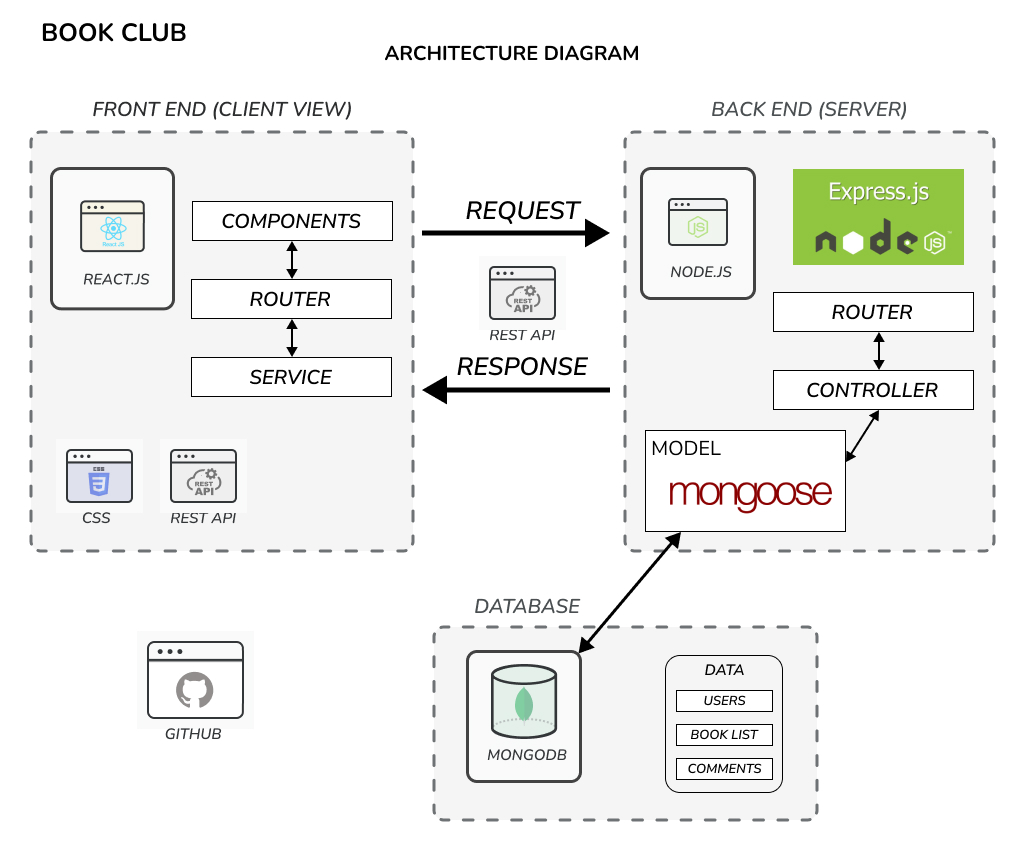 BOOK CLUB
ARCHITECTURE DIAGRAM
FRONT END (CLIENT VIEW)
React.JS
REACT.JS
COMPONENTS
ROUTER
SERVICE
CSS
CSS
REST
API
REST API
REQUEST
REST
API
REST API
RESPONSE
BACK END (SERVER)
JS
NODE.JS
Express.js
node
JS
ROUTER
CONTROLLER
MODEL
mongoose
DATABASE
MONGODB
DATA
USERS
BOOK LIST
COMMENTS
GITHUB